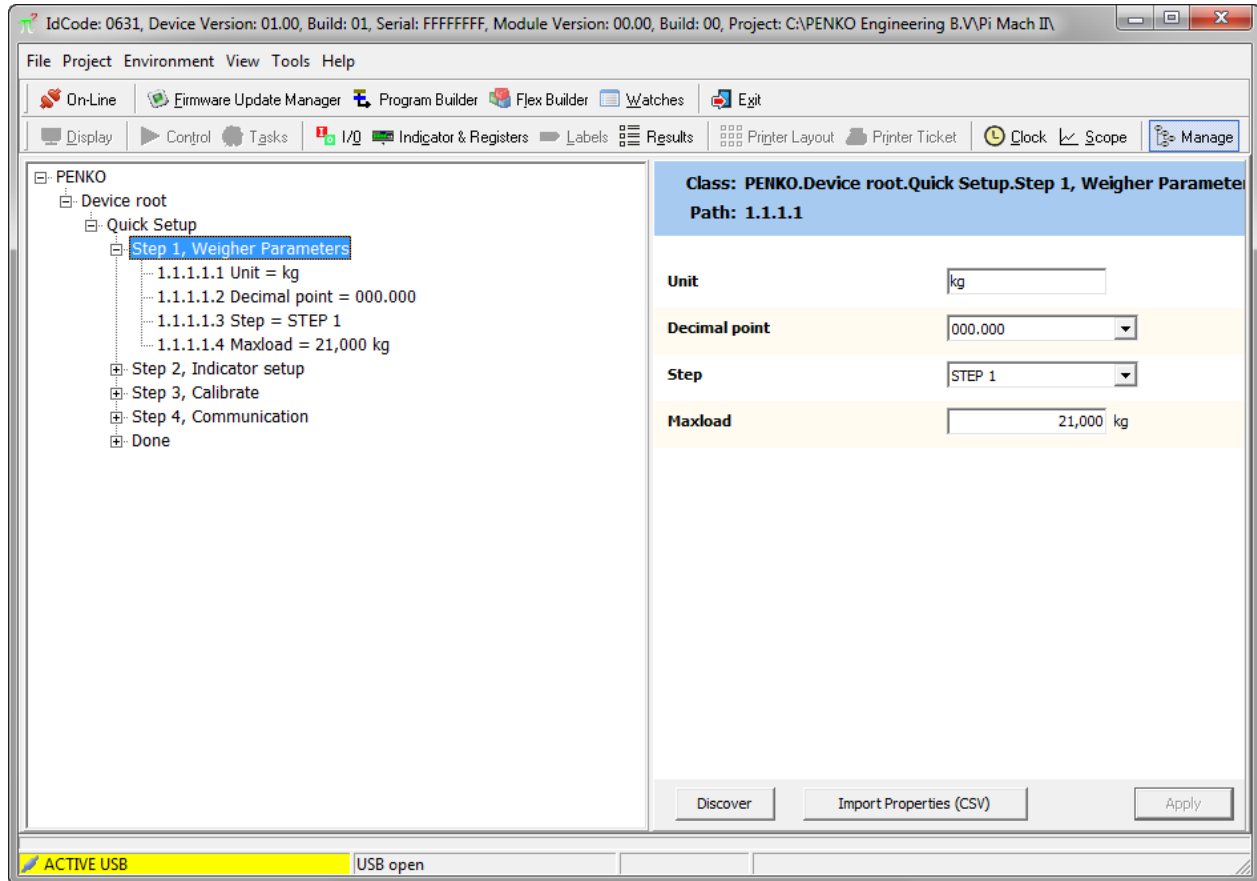 π² IdCode: 0631, Device Version: 01.00, Build: 01, Serial: FFFFFFFF, Module Version: 00.00, Build: 00, Project: C:\PENKO Engineering B.V\Pi Mach II\
File Project Environment View Tools Help
On-Line Firmware Update Manager Program Builder Flex Builder Watches Exit
Display Control Tasks I/O Indicator & Registers Labels Results Printer Layout Printer Ticket Clock Scope Manage
PENKO
Device root
Quick Setup
Step 1, Weigher Parameters
1.1.1.1.1 Unit = kg
1.1.1.1.2 Decimal point = 000.000
1.1.1.1.3 Step = STEP 1
1.1.1.1.4 Maxload = 21,000 kg
Step 2, Indicator setup
Step 3, Calibrate
Step 4, Communication
Done
Class: PENKO.Device root.Quick Setup.Step 1, Weigher Parameter
Path: 1.1.1.1
Unit kg
Decimal point 000.000
Step STEP 1
Maxload 21,000 kg
Discover Import Properties (CSV) Apply
ACTIVE USB USB open